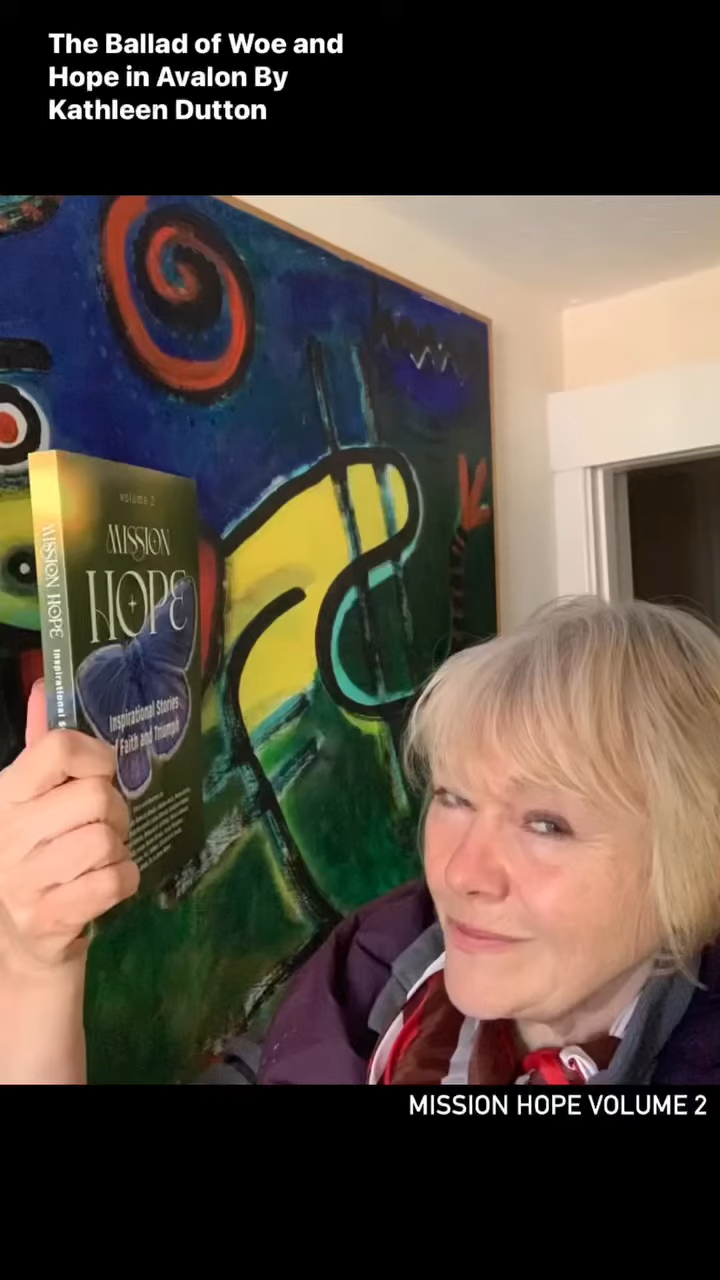 The Ballad of Woe and
Hope in Avalon By
Kathleen Dutton
volume 2
MISSION
HOPE
Inspirational Stories
of Faith and Triumph
MISSION HOPE
Inspirational S
MISSION HOPE VOLUME 2